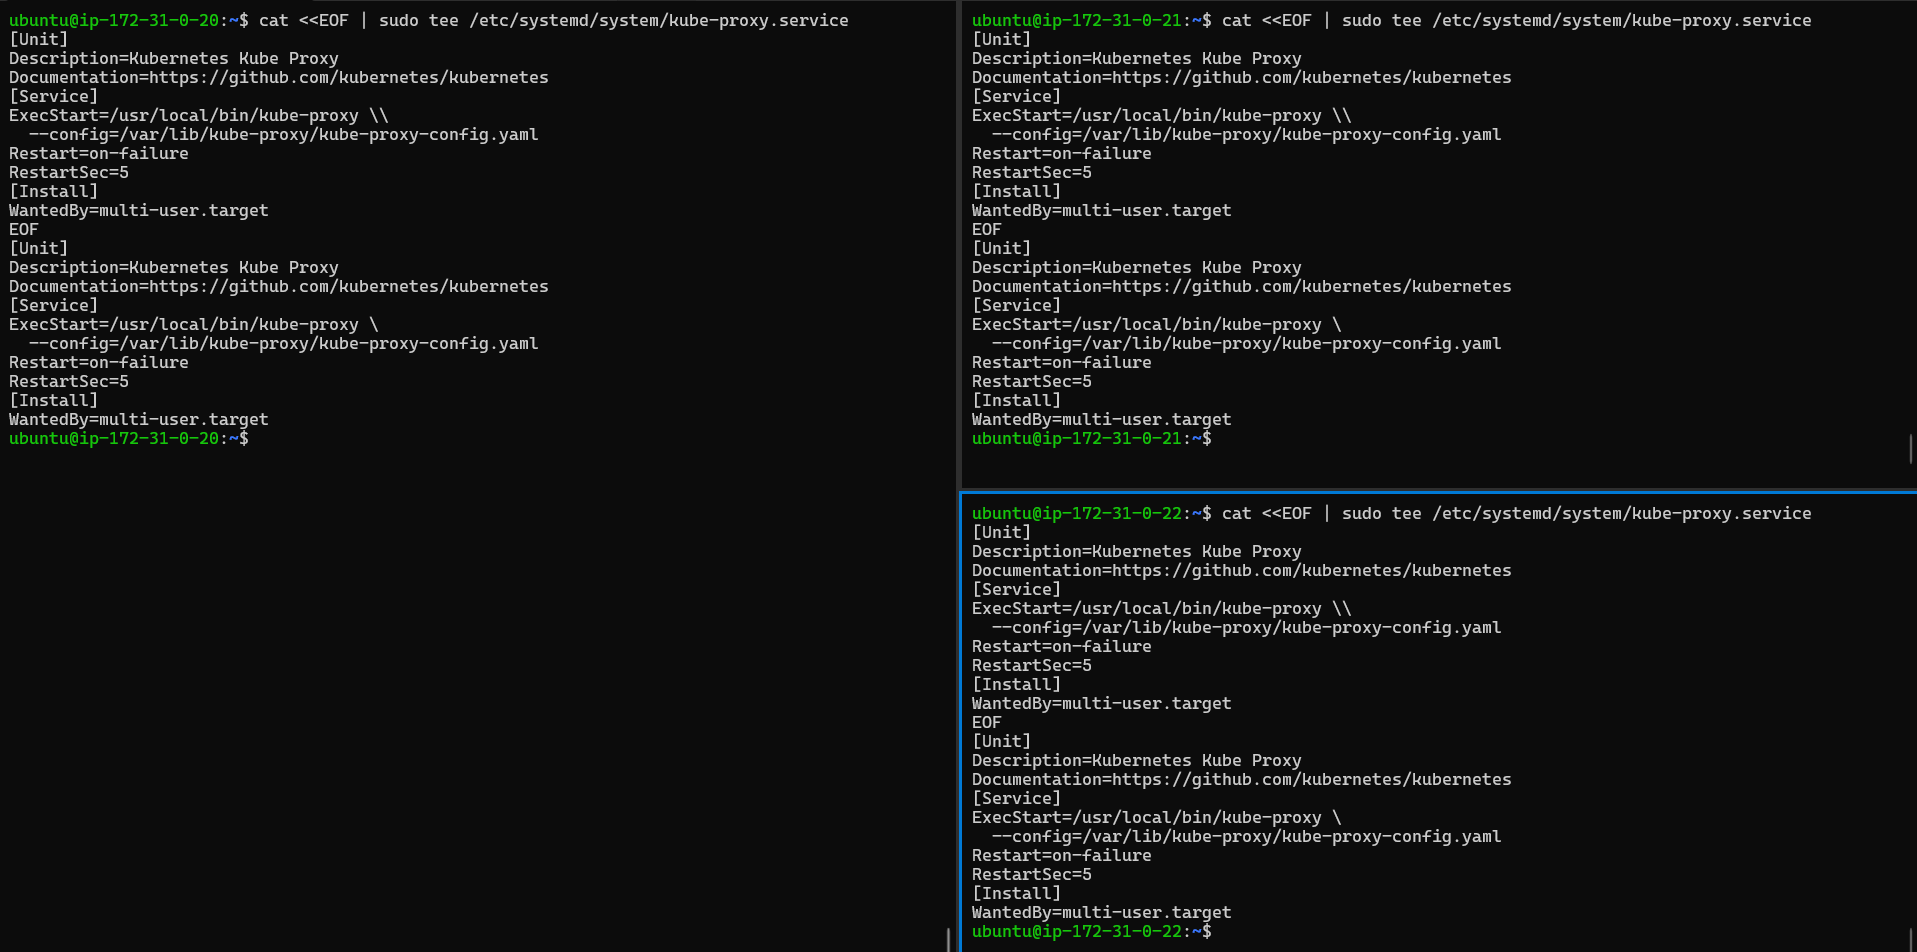 ubuntu@ip-172-31-0-20:~$ cat <<EOF | sudo tee /etc/systemd/system/kube-proxy.service
[Unit]
Description=Kubernetes Kube Proxy
Documentation=https://github.com/kubernetes/kubernetes
[Service]
ExecStart=/usr/local/bin/kube-proxy \\
  --config=/var/lib/kube-proxy/kube-proxy-config.yaml
Restart=on-failure
RestartSec=5
[Install]
WantedBy=multi-user.target
EOF
[Unit]
Description=Kubernetes Kube Proxy
Documentation=https://github.com/kubernetes/kubernetes
[Service]
ExecStart=/usr/local/bin/kube-proxy \
  --config=/var/lib/kube-proxy/kube-proxy-config.yaml
Restart=on-failure
RestartSec=5
[Install]
WantedBy=multi-user.target
ubuntu@ip-172-31-0-20:~$
ubuntu@ip-172-31-0-21:~$ cat <<EOF | sudo tee /etc/systemd/system/kube-proxy.service
[Unit]
Description=Kubernetes Kube Proxy
Documentation=https://github.com/kubernetes/kubernetes
[Service]
ExecStart=/usr/local/bin/kube-proxy \\
  --config=/var/lib/kube-proxy/kube-proxy-config.yaml
Restart=on-failure
RestartSec=5
[Install]
WantedBy=multi-user.target
EOF
[Unit]
Description=Kubernetes Kube Proxy
Documentation=https://github.com/kubernetes/kubernetes
[Service]
ExecStart=/usr/local/bin/kube-proxy \
  --config=/var/lib/kube-proxy/kube-proxy-config.yaml
Restart=on-failure
RestartSec=5
[Install]
WantedBy=multi-user.target
ubuntu@ip-172-31-0-21:~$
ubuntu@ip-172-31-0-22:~$ cat <<EOF | sudo tee /etc/systemd/system/kube-proxy.service
[Unit]
Description=Kubernetes Kube Proxy
Documentation=https://github.com/kubernetes/kubernetes
[Service]
ExecStart=/usr/local/bin/kube-proxy \\
  --config=/var/lib/kube-proxy/kube-proxy-config.yaml
Restart=on-failure
RestartSec=5
[Install]
WantedBy=multi-user.target
EOF
[Unit]
Description=Kubernetes Kube Proxy
Documentation=https://github.com/kubernetes/kubernetes
[Service]
ExecStart=/usr/local/bin/kube-proxy \
  --config=/var/lib/kube-proxy/kube-proxy-config.yaml
Restart=on-failure
RestartSec=5
[Install]
WantedBy=multi-user.target
ubuntu@ip-172-31-0-22:~$